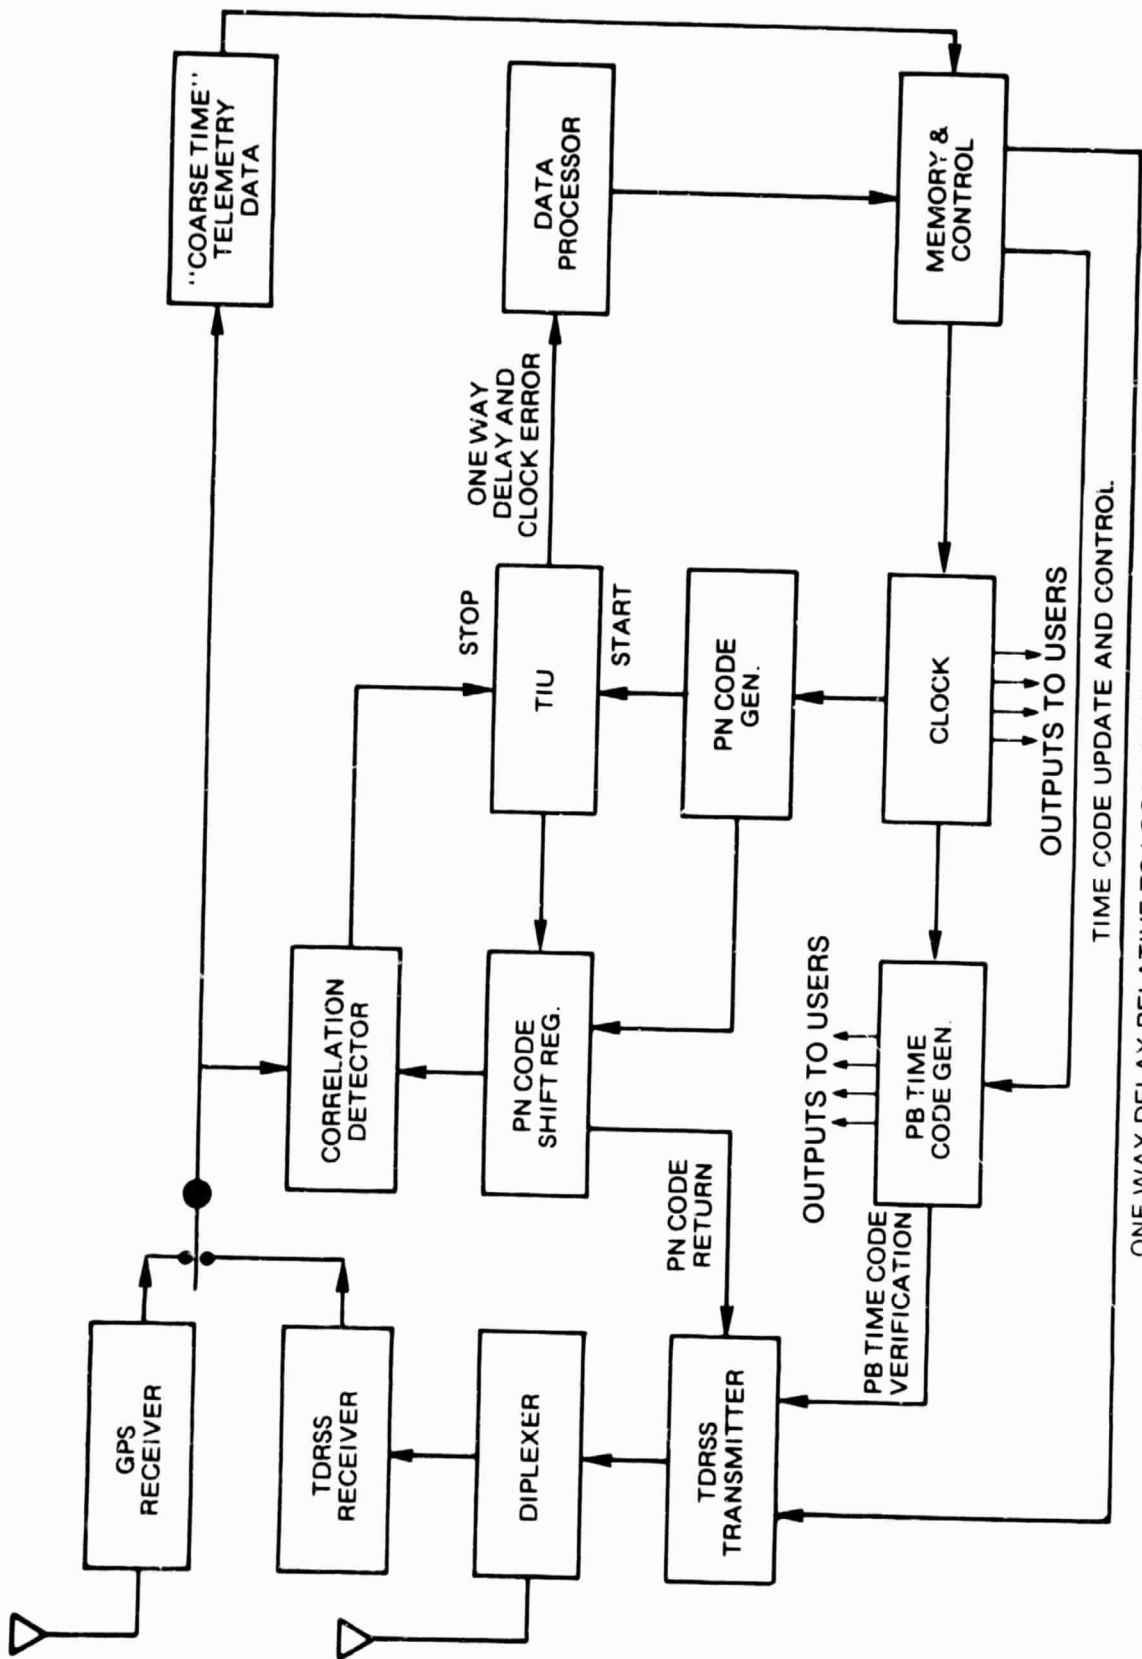 GPS
RECEIVER
"COARSE TIME"
TELEMETRY
DATA
TDRSS
RECEIVER
CORRELATION
DETECTOR
STOP
ONE WAY
DELAY AND
CLOCK ERROR
DIPLEXER
PN CODE
SHIFT REG.
TIU
DATA
PROCESSOR
START
PN CODE
RETURN
PN CODE
GEN.
TDRSS
TRANSMITTER
OUTPUTS TO USERS
PB TIME CODE
VERIFICATION
PB TIME
CODE GEN.
CLOCK
MEMORY &
CONTROL
OUTPUTS TO USERS
TIME CODE UPDATE AND CONTROL
ONE WAY DELAY RELATIVE TO